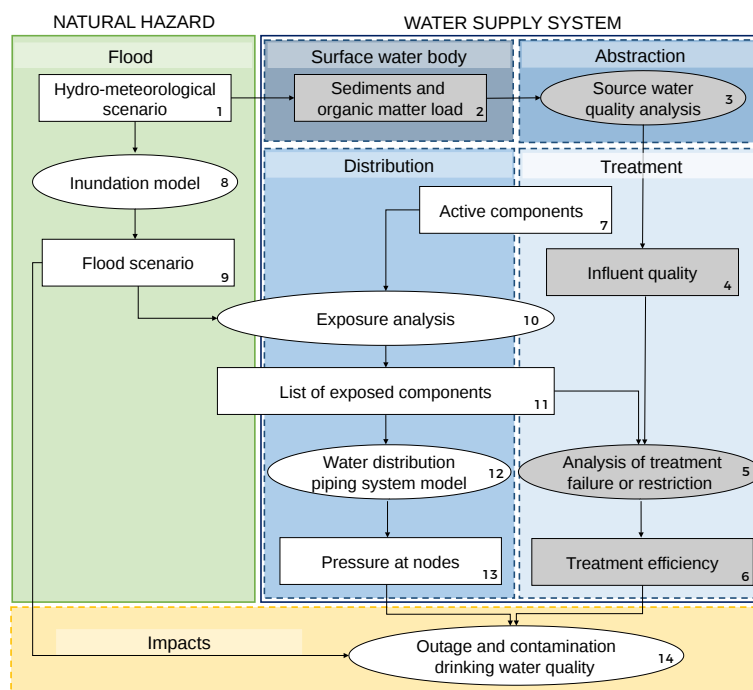 NATURAL HAZARD
WATER SUPPLY SYSTEM
Flood
Surface water body
Abstraction
Hydro-meteorological
scenario
1
Sediments and
organic matter load
2
Source water
quality analysis
3
Distribution
Treatment
Inundation model
8
Active components
7
Flood scenario
9
Influent quality
4
Exposure analysis
10
List of exposed components
11
Water distribution
piping system model
12
Analysis of treatment
failure or restriction
5
Pressure at nodes
13
Treatment efficiency
6
Impacts
Outage and contamination
drinking water quality
14